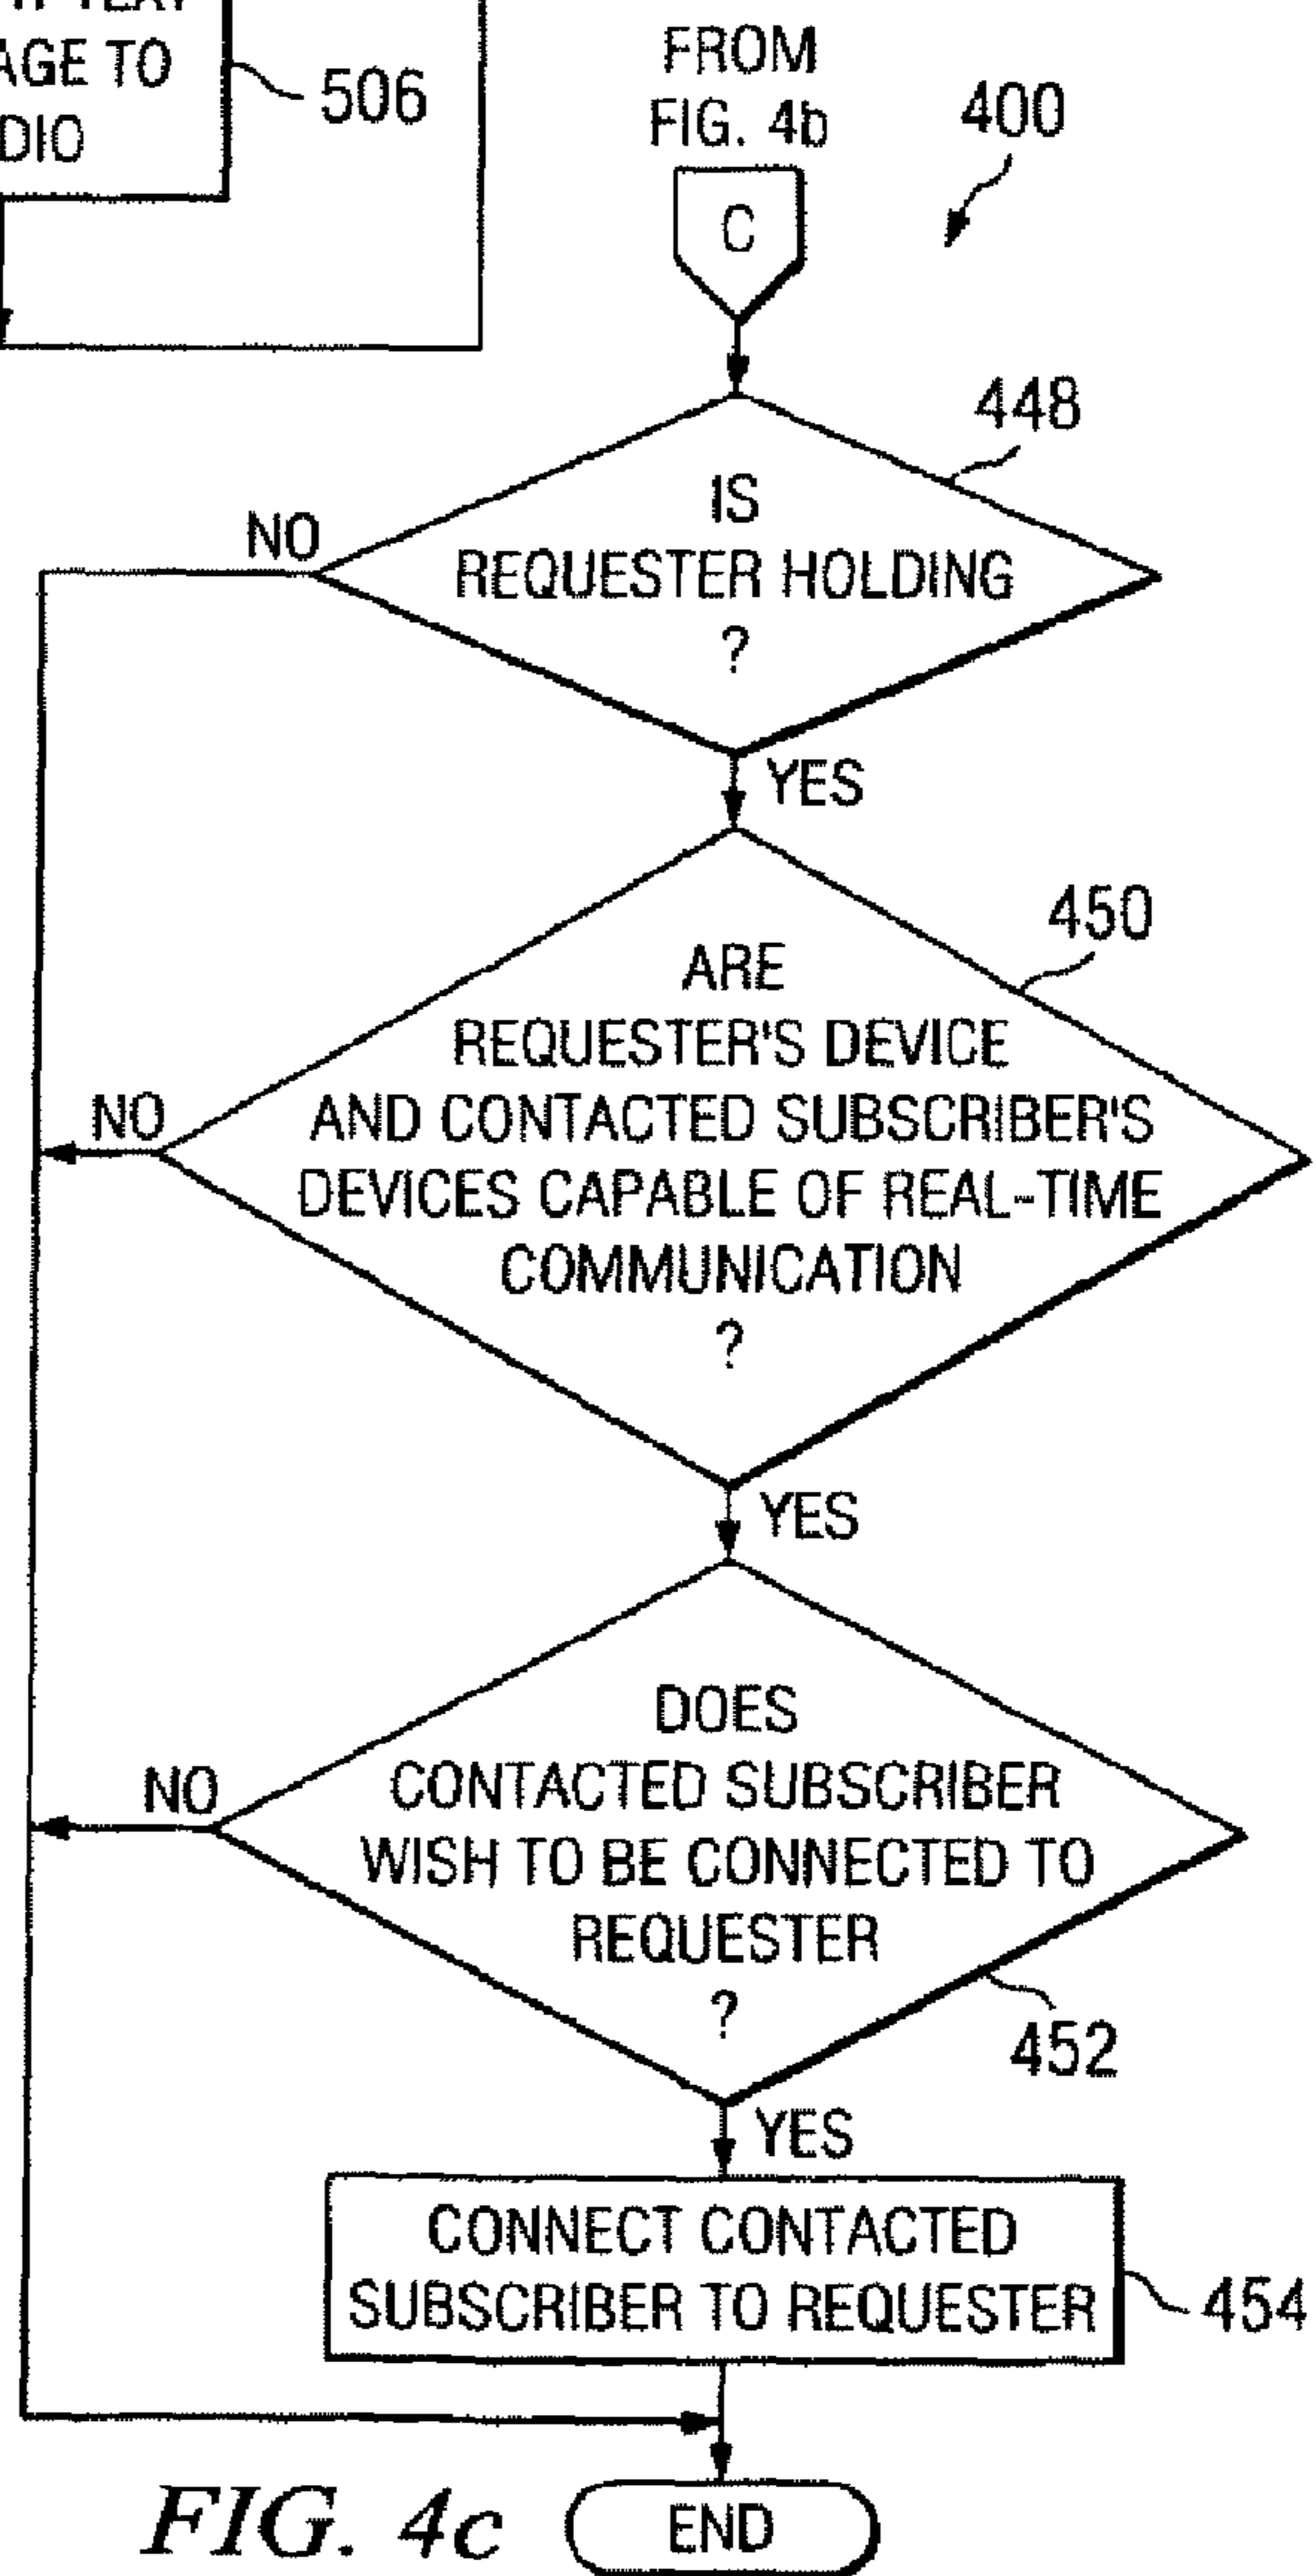 TEXT
TO
506
FROM
FIG. 4b
400
C
448
IS
REQUESTER HOLDING
?
NO
YES
450
ARE
REQUESTER'S DEVICE
AND CONTACTED SUBSCRIBER'S
DEVICES CAPABLE OF REAL-TIME
COMMUNICATION
?
NO
YES
DOES
CONTACTED SUBSCRIBER
WISH TO BE CONNECTED TO
REQUESTER
?
NO
452
YES
CONNECT CONTACTED
SUBSCRIBER TO REQUESTER
454
END
FIG. 4c